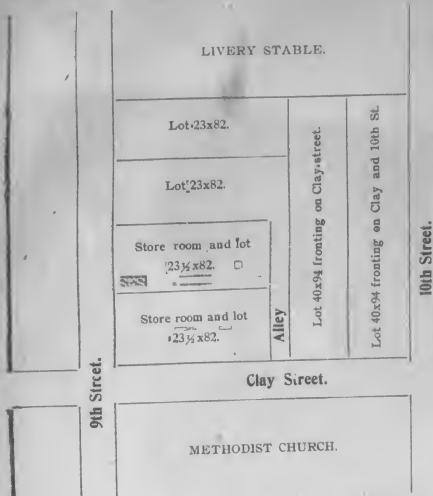 LIVERY STABLE.
Lot 23x82.
Lot 23x82.
Store room and lot
23½x82.
Store room and lot
23½x82.
Alley
Lot 40x94 fronting on Clay street.
Lot 40x94 fronting on Clay and 10th St.
10th Street.
9th Street.
Clay Street.
METHODIST CHURCH.